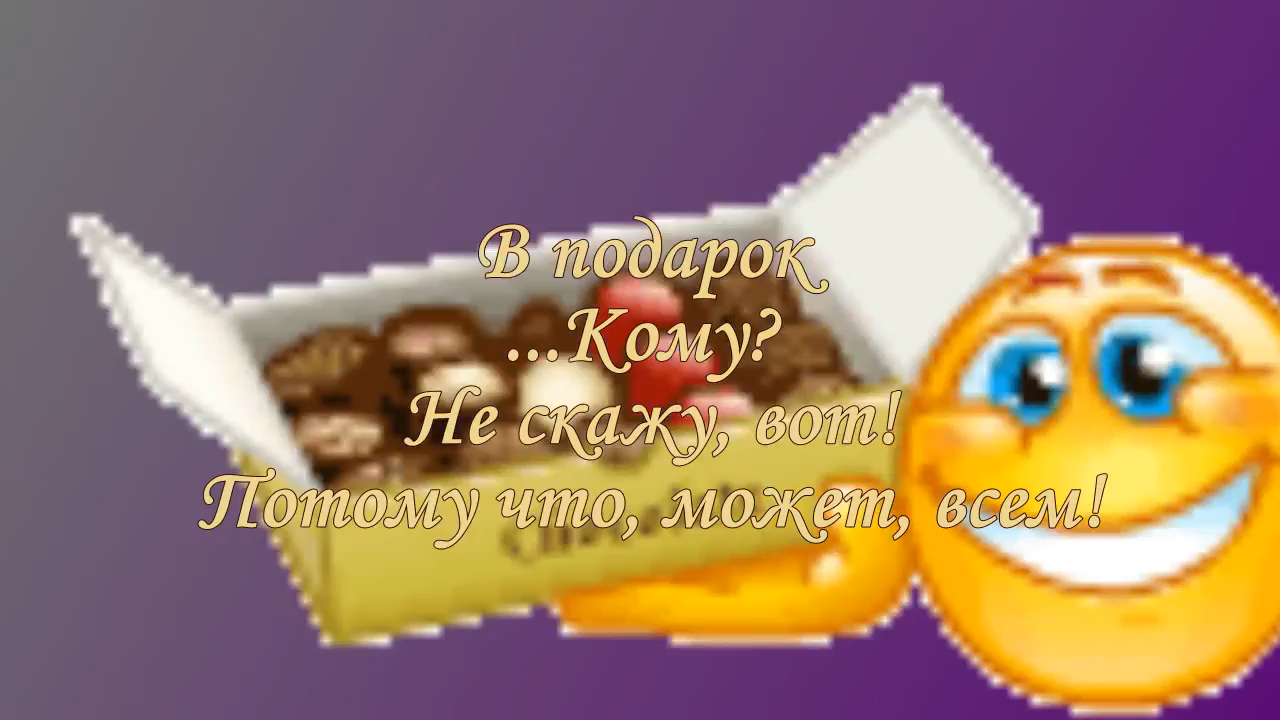 В подарок
...Кому?
Не скажу, вот!
Потому что, может, всем!